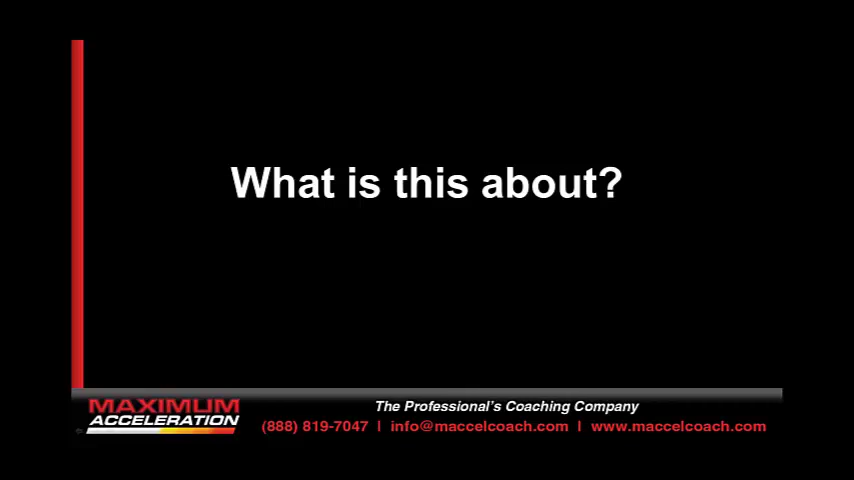 What is this about?
MAXIMUM
ACCELERATION
The Professional's Coaching Company
(888) 819-7047 | info@maccelcoach.com | www.maccelcoach.com